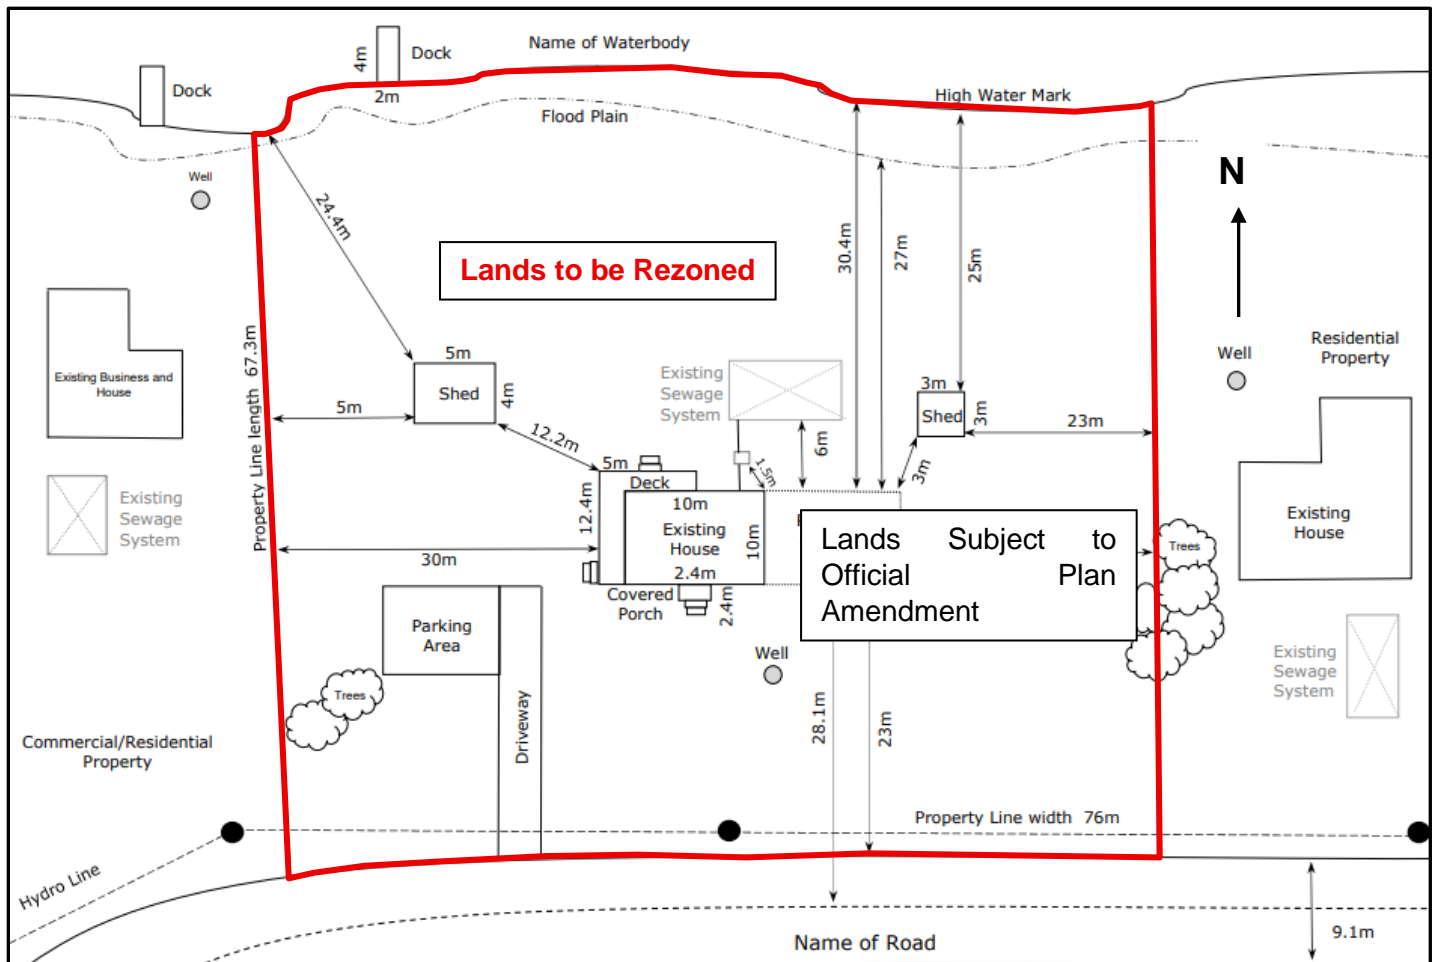 Name of Waterbody
4m
Dock
Dock
2m
High Water Mark
Flood Plain
Well
N
24.4m
30.4m
27m
25m
Lands to be Rezoned
Property Line length 67.3m
Residential
Property
Well
5m
Shed
4m
5m
Existing Business and
House
Existing
Sewage
System
3m
Shed
3m
23m
12.2m
6m
1.5m
3m
5m
Deck
12.4m
10m
Existing
House
10m
2.4m
30m
Covered
Porch
2.4m
Existing
Sewage
System
Lands Subject to
Official Plan
Amendment
Trees
Existing
House
Parking
Area
Well
Existing
Sewage
System
Trees
Driveway
28.1m
23m
Commercial/Residential
Property
Property Line width 76m
Hydro Line
9.1m
Name of Road